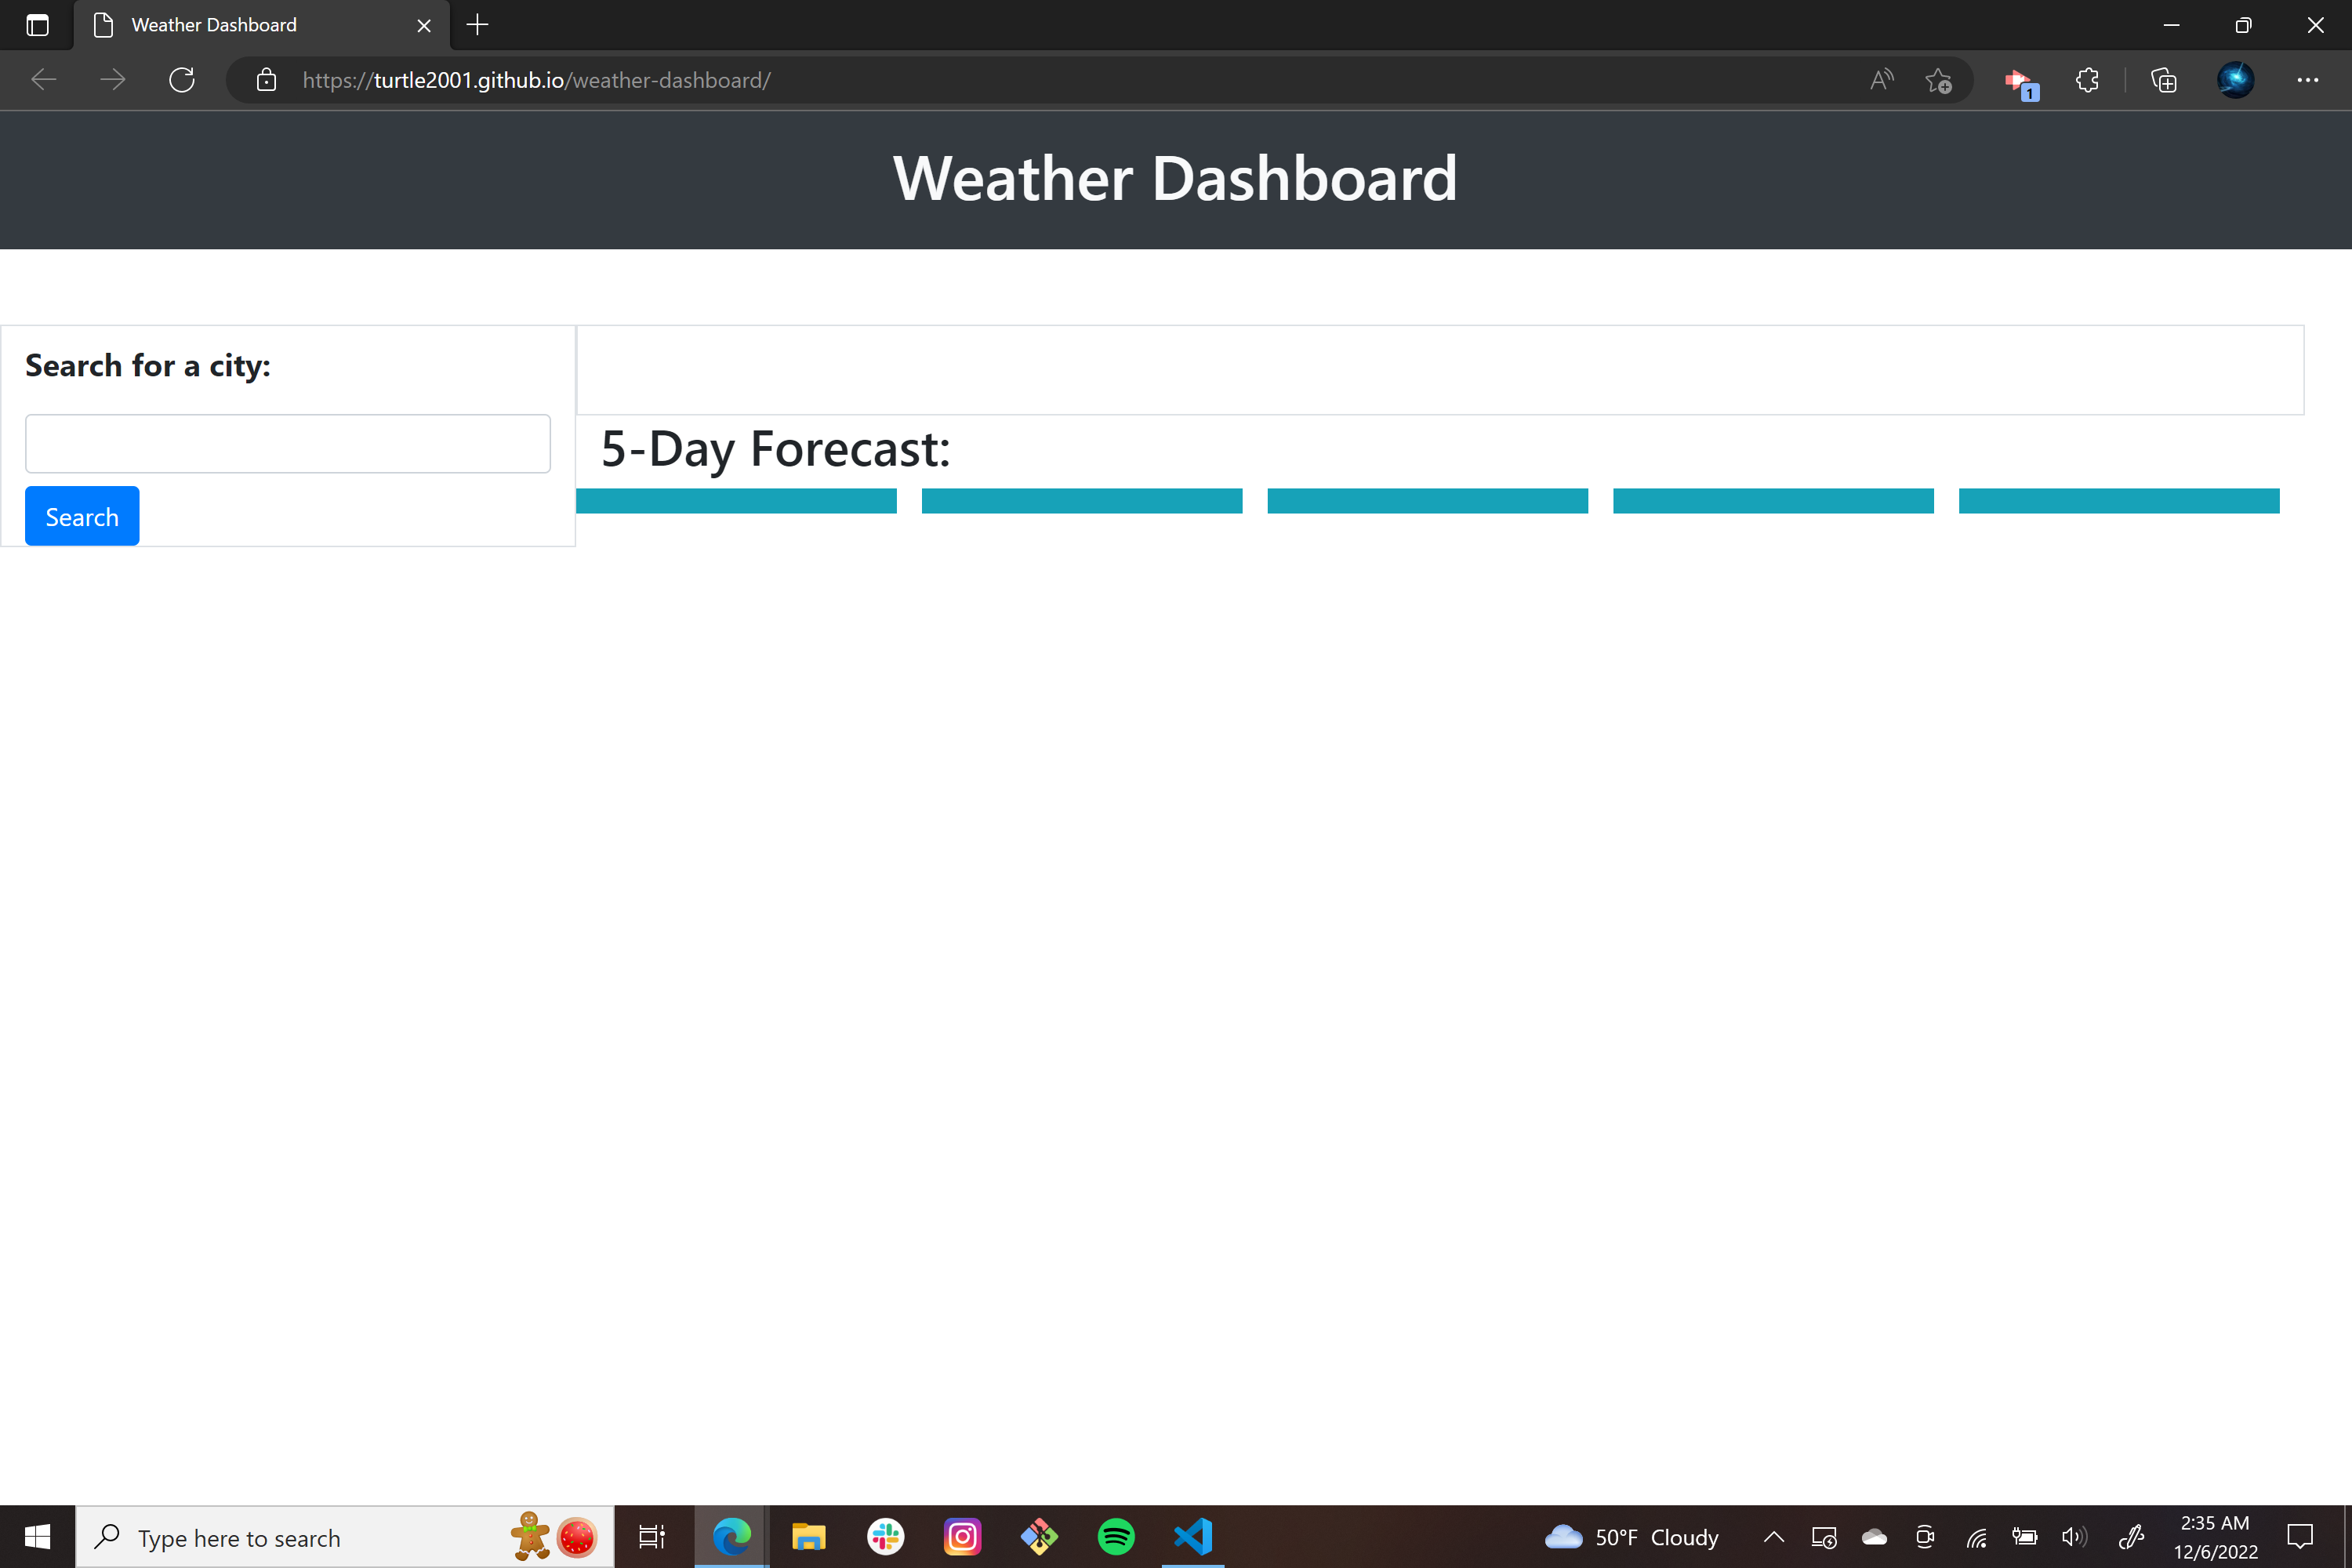 Weather Dashboard
https://turtle2001.github.io/weather-dashboard/
1
Weather Dashboard
Search for a city:
Search
5-Day Forecast:
Type here to search
50°F Cloudy
2:35 AM
12/6/2022